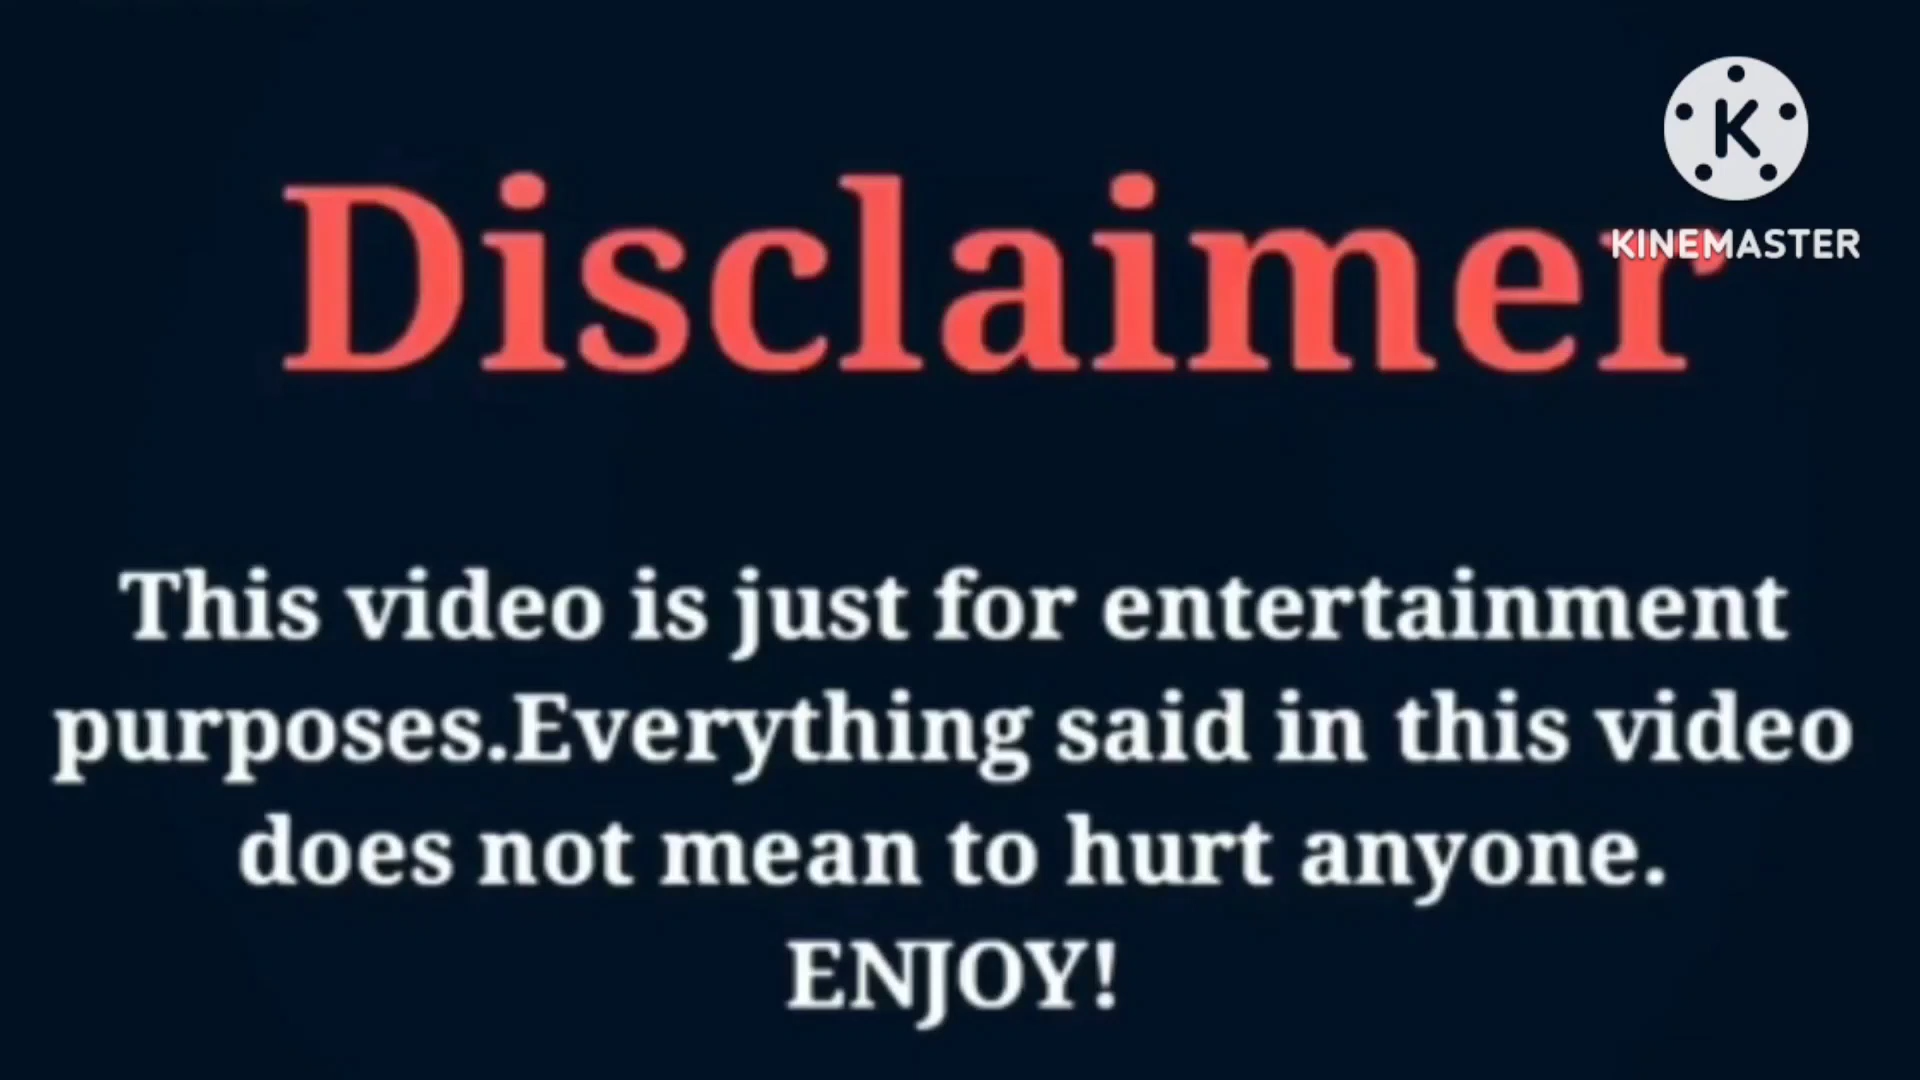 K
KINEMASTER
Disclaimer
This video is just for entertainment
purposes.Everything said in this video
does not mean to hurt anyone.
ENJOY!